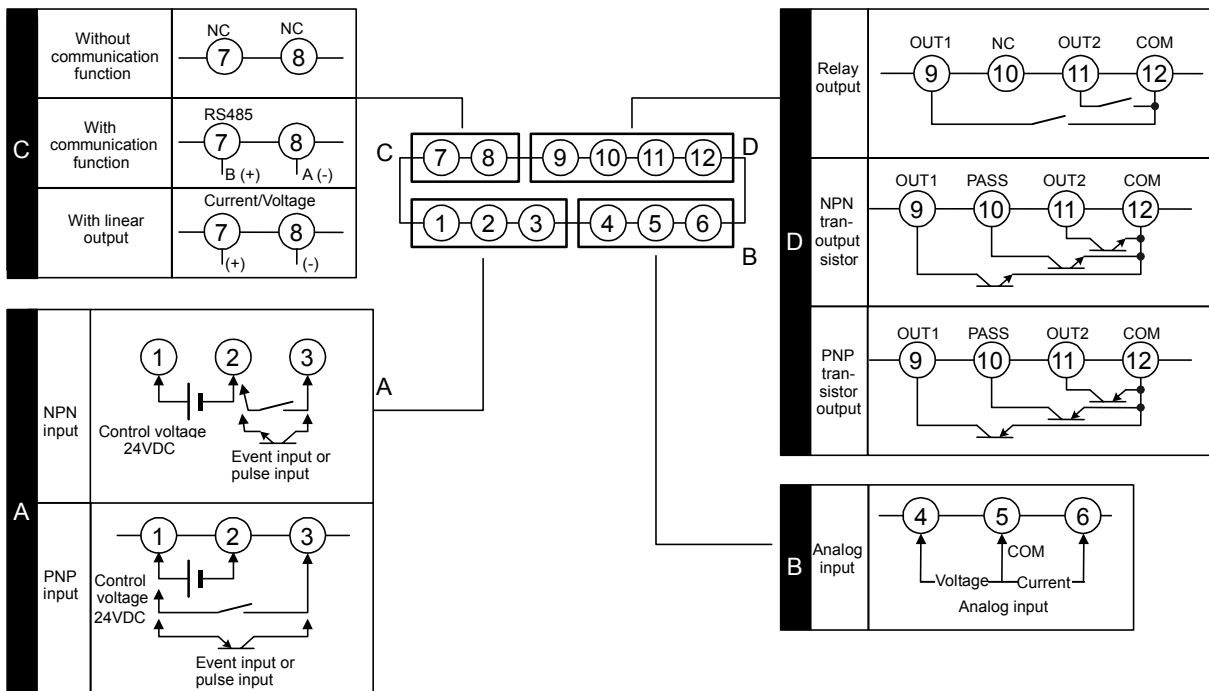 C
Without
communication
function
NC NC
7 8
With
communication
function
RS485
7 8
B (+) A (-)
With linear
output
Current/Voltage
7 8
(+) (-)
C 7 8 9 10 11 12 D
1 2 3 4 5 6
B
A
A
NPN
input
1 2 3
Control voltage
24VDC
Event input or
pulse input
PNP
input
1 2 3
Control
voltage
24VDC
Event input or
pulse input
D
Relay
output
OUT1 NC OUT2 COM
9 10 11 12
NPN
tran-
output
sistor
OUT1 PASS OUT2 COM
9 10 11 12
PNP
tran-
sistor
output
OUT1 PASS OUT2 COM
9 10 11 12
B
Analog
input
4 5 6
COM
Voltage Current
Analog input